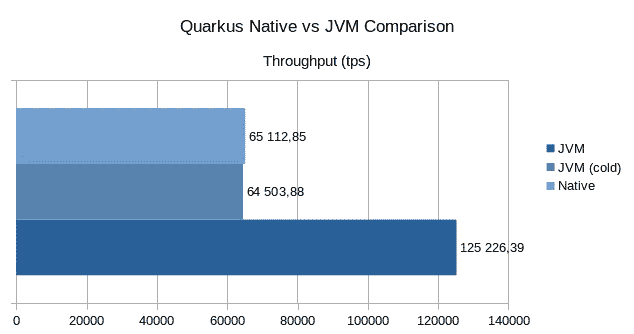 Quarkus Native vs JVM Comparison
Throughput (tps)
65 112,85
64 503,88
125 226,39
JVM
JVM (cold)
Native
0 20000 40000 60000 80000 100000 120000 140000